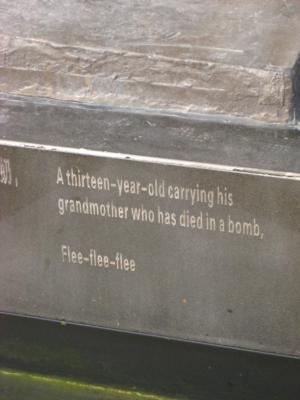 A thirteen-year-old carrying his
grandmother who has died in a bomb,
Flee-flee-flee